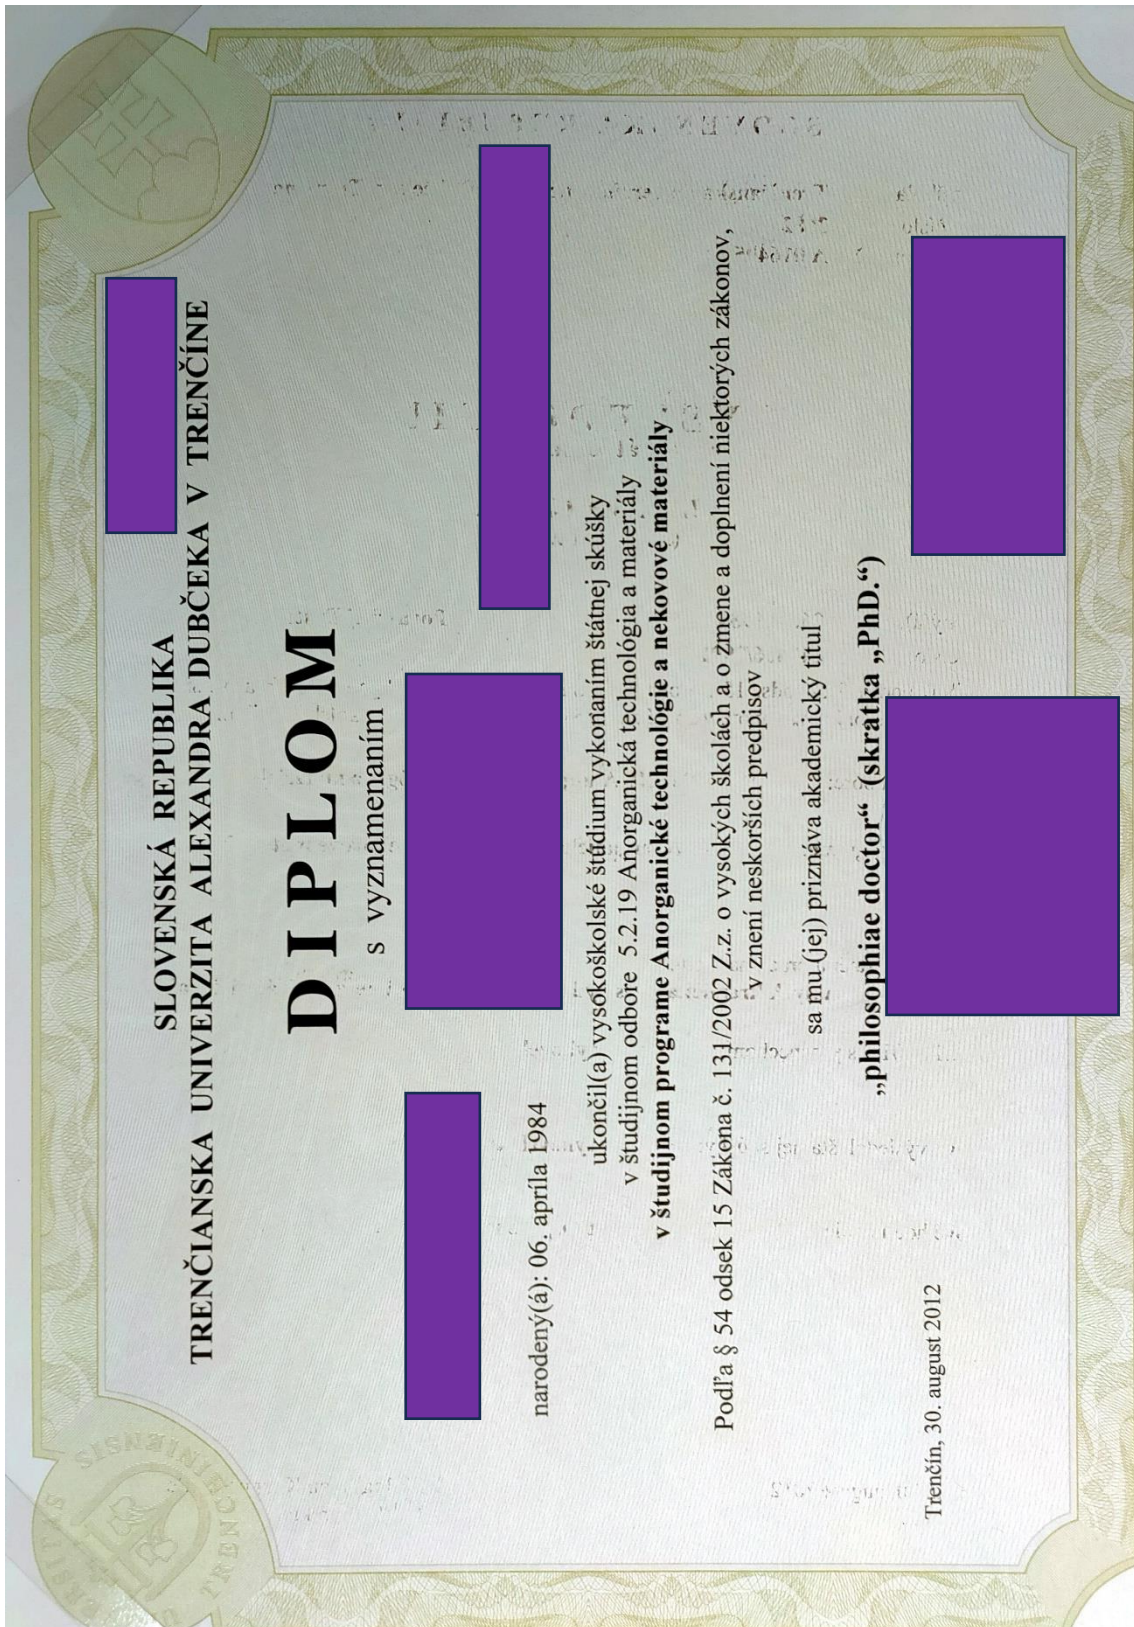 SLOVENSKÁ REPUBLIKA
TRENČIANSKA UNIVERZITA ALEXANDRA DUBČEKA V TRENČÍNE
DIPLOM
s vyznamenaním
narodený(á): 06. apríla 1984
ukončil(a) vysokoškolské štúdium vykonaním štátnej skúšky
v študijnom odbore 5.2.19 Anorganická technológia a materiály
v študijnom programe Anorganické technológie a nekovové materiály
Podľa § 54 odsek 15 Zákona č. 131/2002 Z.z. o vysokých školách a o zmene a doplnení niektorých zákonov,
v znení neskorších predpisov
sa mu (jej) priznáva akademický titul
„philosophiae doctor“ (skratka „PhD.“)
Trenčín, 30. august 2012